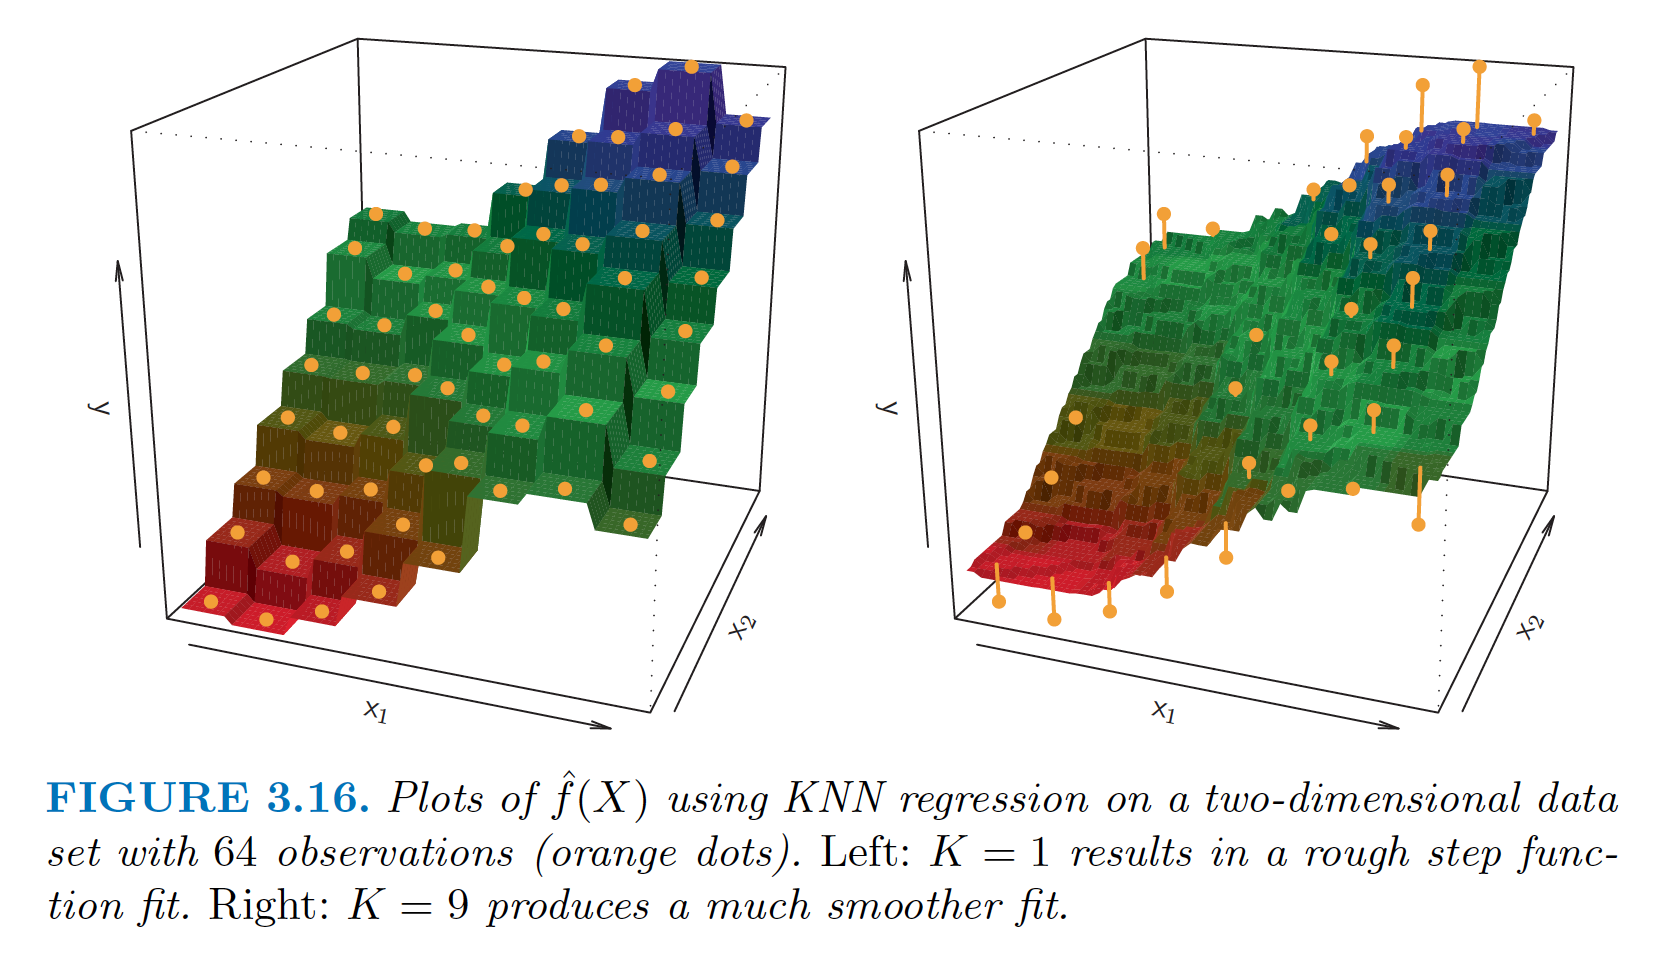 y
x1
x2
y
x1
x2
FIGURE 3.16. Plots of f̂(X) using KNN regression on a two-dimensional data
set with 64 observations (orange dots). Left: K = 1 results in a rough step func-
tion fit. Right: K = 9 produces a much smoother fit.